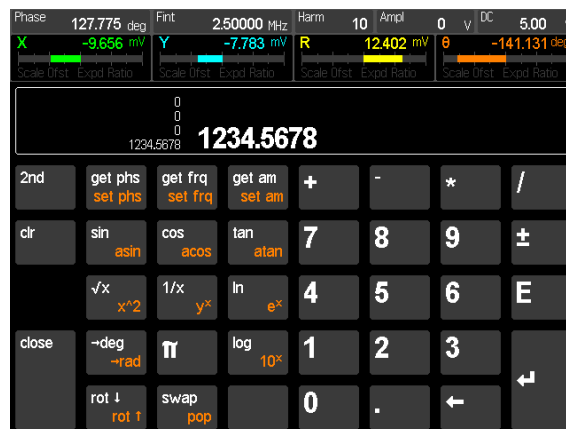 Phase 127.775 deg Fint 2.50000 MHz Harm 10 Ampl 0 V DC 5.00 V
X -9.656 mV Y -7.783 mV R 12.402 mV θ -141.131 deg
Scale Ofst Expd Ratio Scale Ofst Expd Ratio Scale Ofst Expd Ratio Scale Ofst Expd Ratio
0
0
0
1234.5678 1234.5678
2nd get phs get frq get am + - * /
set phs set frq set am
clr sin cos tan 7 8 9 ±
asin acos atan
√x 1/x ln 4 5 6 E
x^2 yˣ eˣ
close →deg π log 1 2 3
→rad 10ˣ
↵
rot ↓ swap 0 . ←
rot ↑ pop